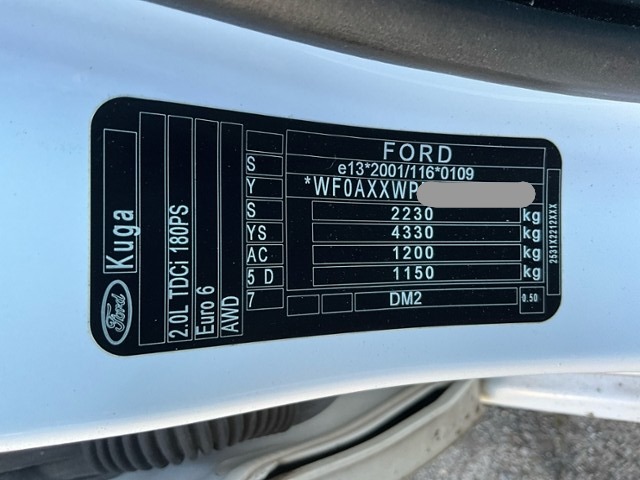 Ford
Kuga
2.0L TDCi 180PS
Euro 6
AWD
S
Y
S
YS
AC
5 D
7
FORD
e13*2001/116*0109
*WF0AXXWP
2230 kg
4330 kg
1200 kg
1150 kg
DM2
0.50
2531X2212XXX